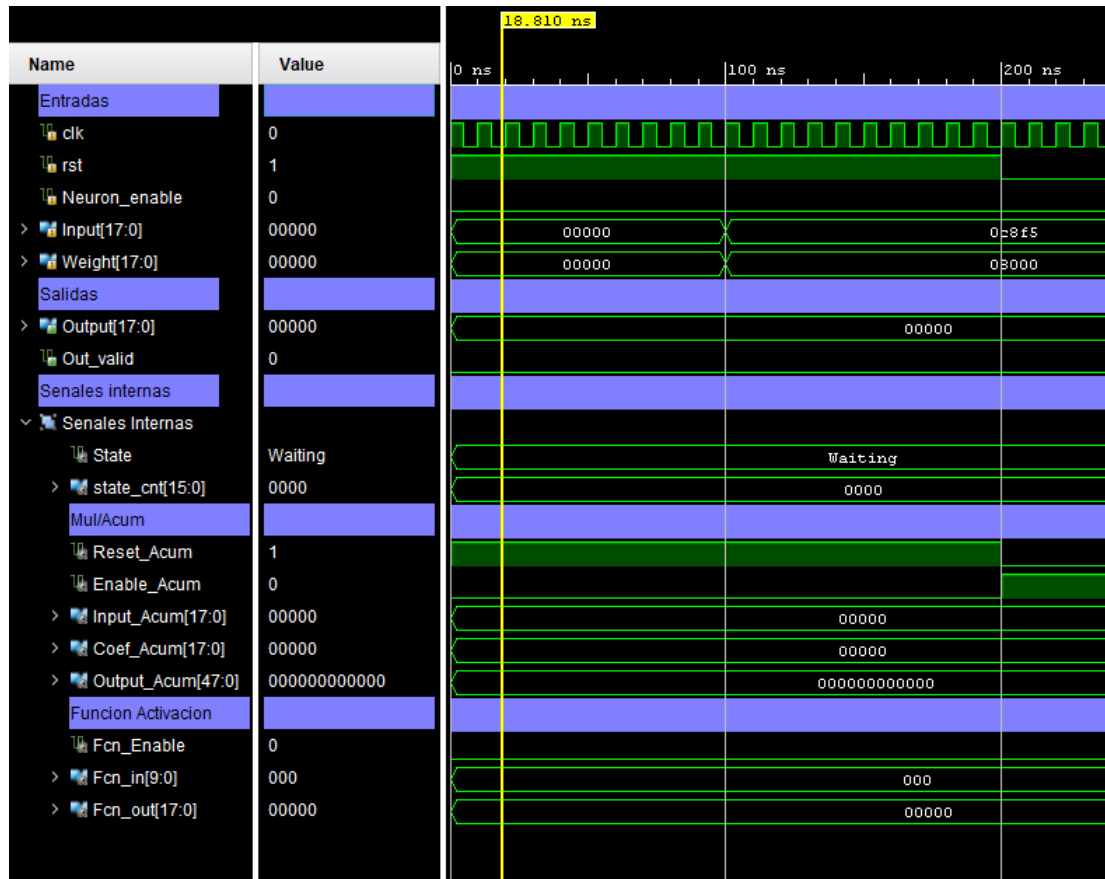 18.810 ns
Name Value 0 ns 100 ns 200 ns
Entradas
clk 0
rst 1
Neuron_enable 0
Input[17:0] 00000 00000 0c8f5
Weight[17:0] 00000 00000 08000
Salidas
Output[17:0] 00000 00000
Out_valid 0
Senales internas
Senales Internas
State Waiting Waiting
state_cnt[15:0] 0000 0000
Mul/Acum
Reset_Acum 1
Enable_Acum 0
Input_Acum[17:0] 00000 00000
Coef_Acum[17:0] 00000 00000
Output_Acum[47:0] 000000000000 000000000000
Funcion Activacion
Fcn_Enable 0
Fcn_in[9:0] 000 000
Fcn_out[17:0] 00000 00000